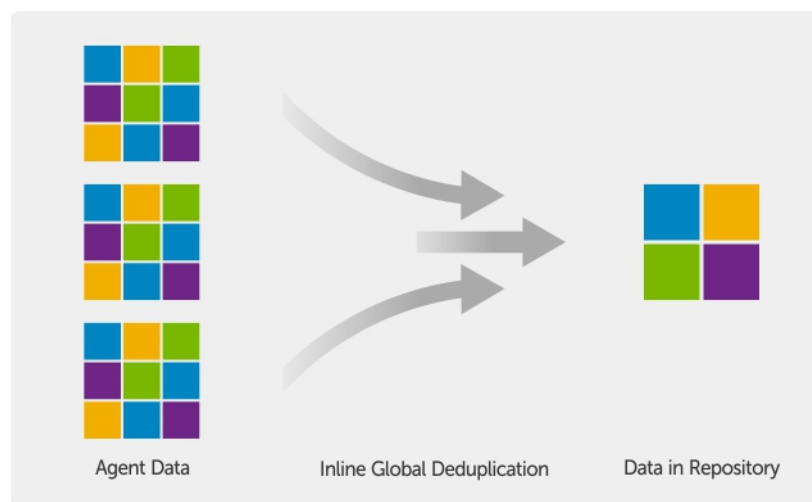 Agent Data
Inline Global Deduplication
Data in Repository